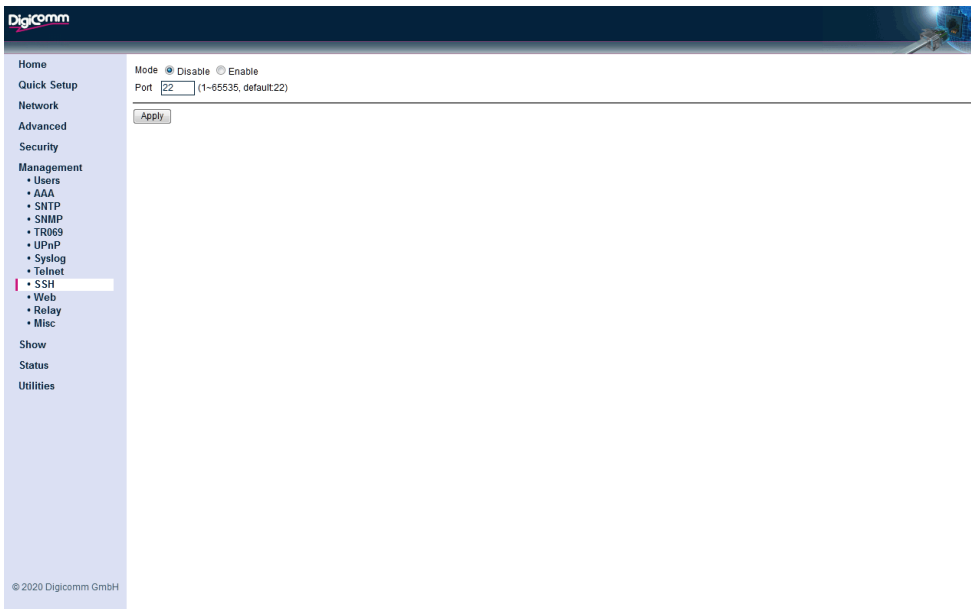 Digicomm
Home
Quick Setup
Network
Advanced
Security
Management
• Users
• AAA
• SNTP
• SNMP
• TR069
• UPnP
• Syslog
• Telnet
• SSH
• Web
• Relay
• Misc
Show
Status
Utilities
© 2020 Digicomm GmbH
Mode Disable Enable
Port 22 (1~65535, default:22)
Apply